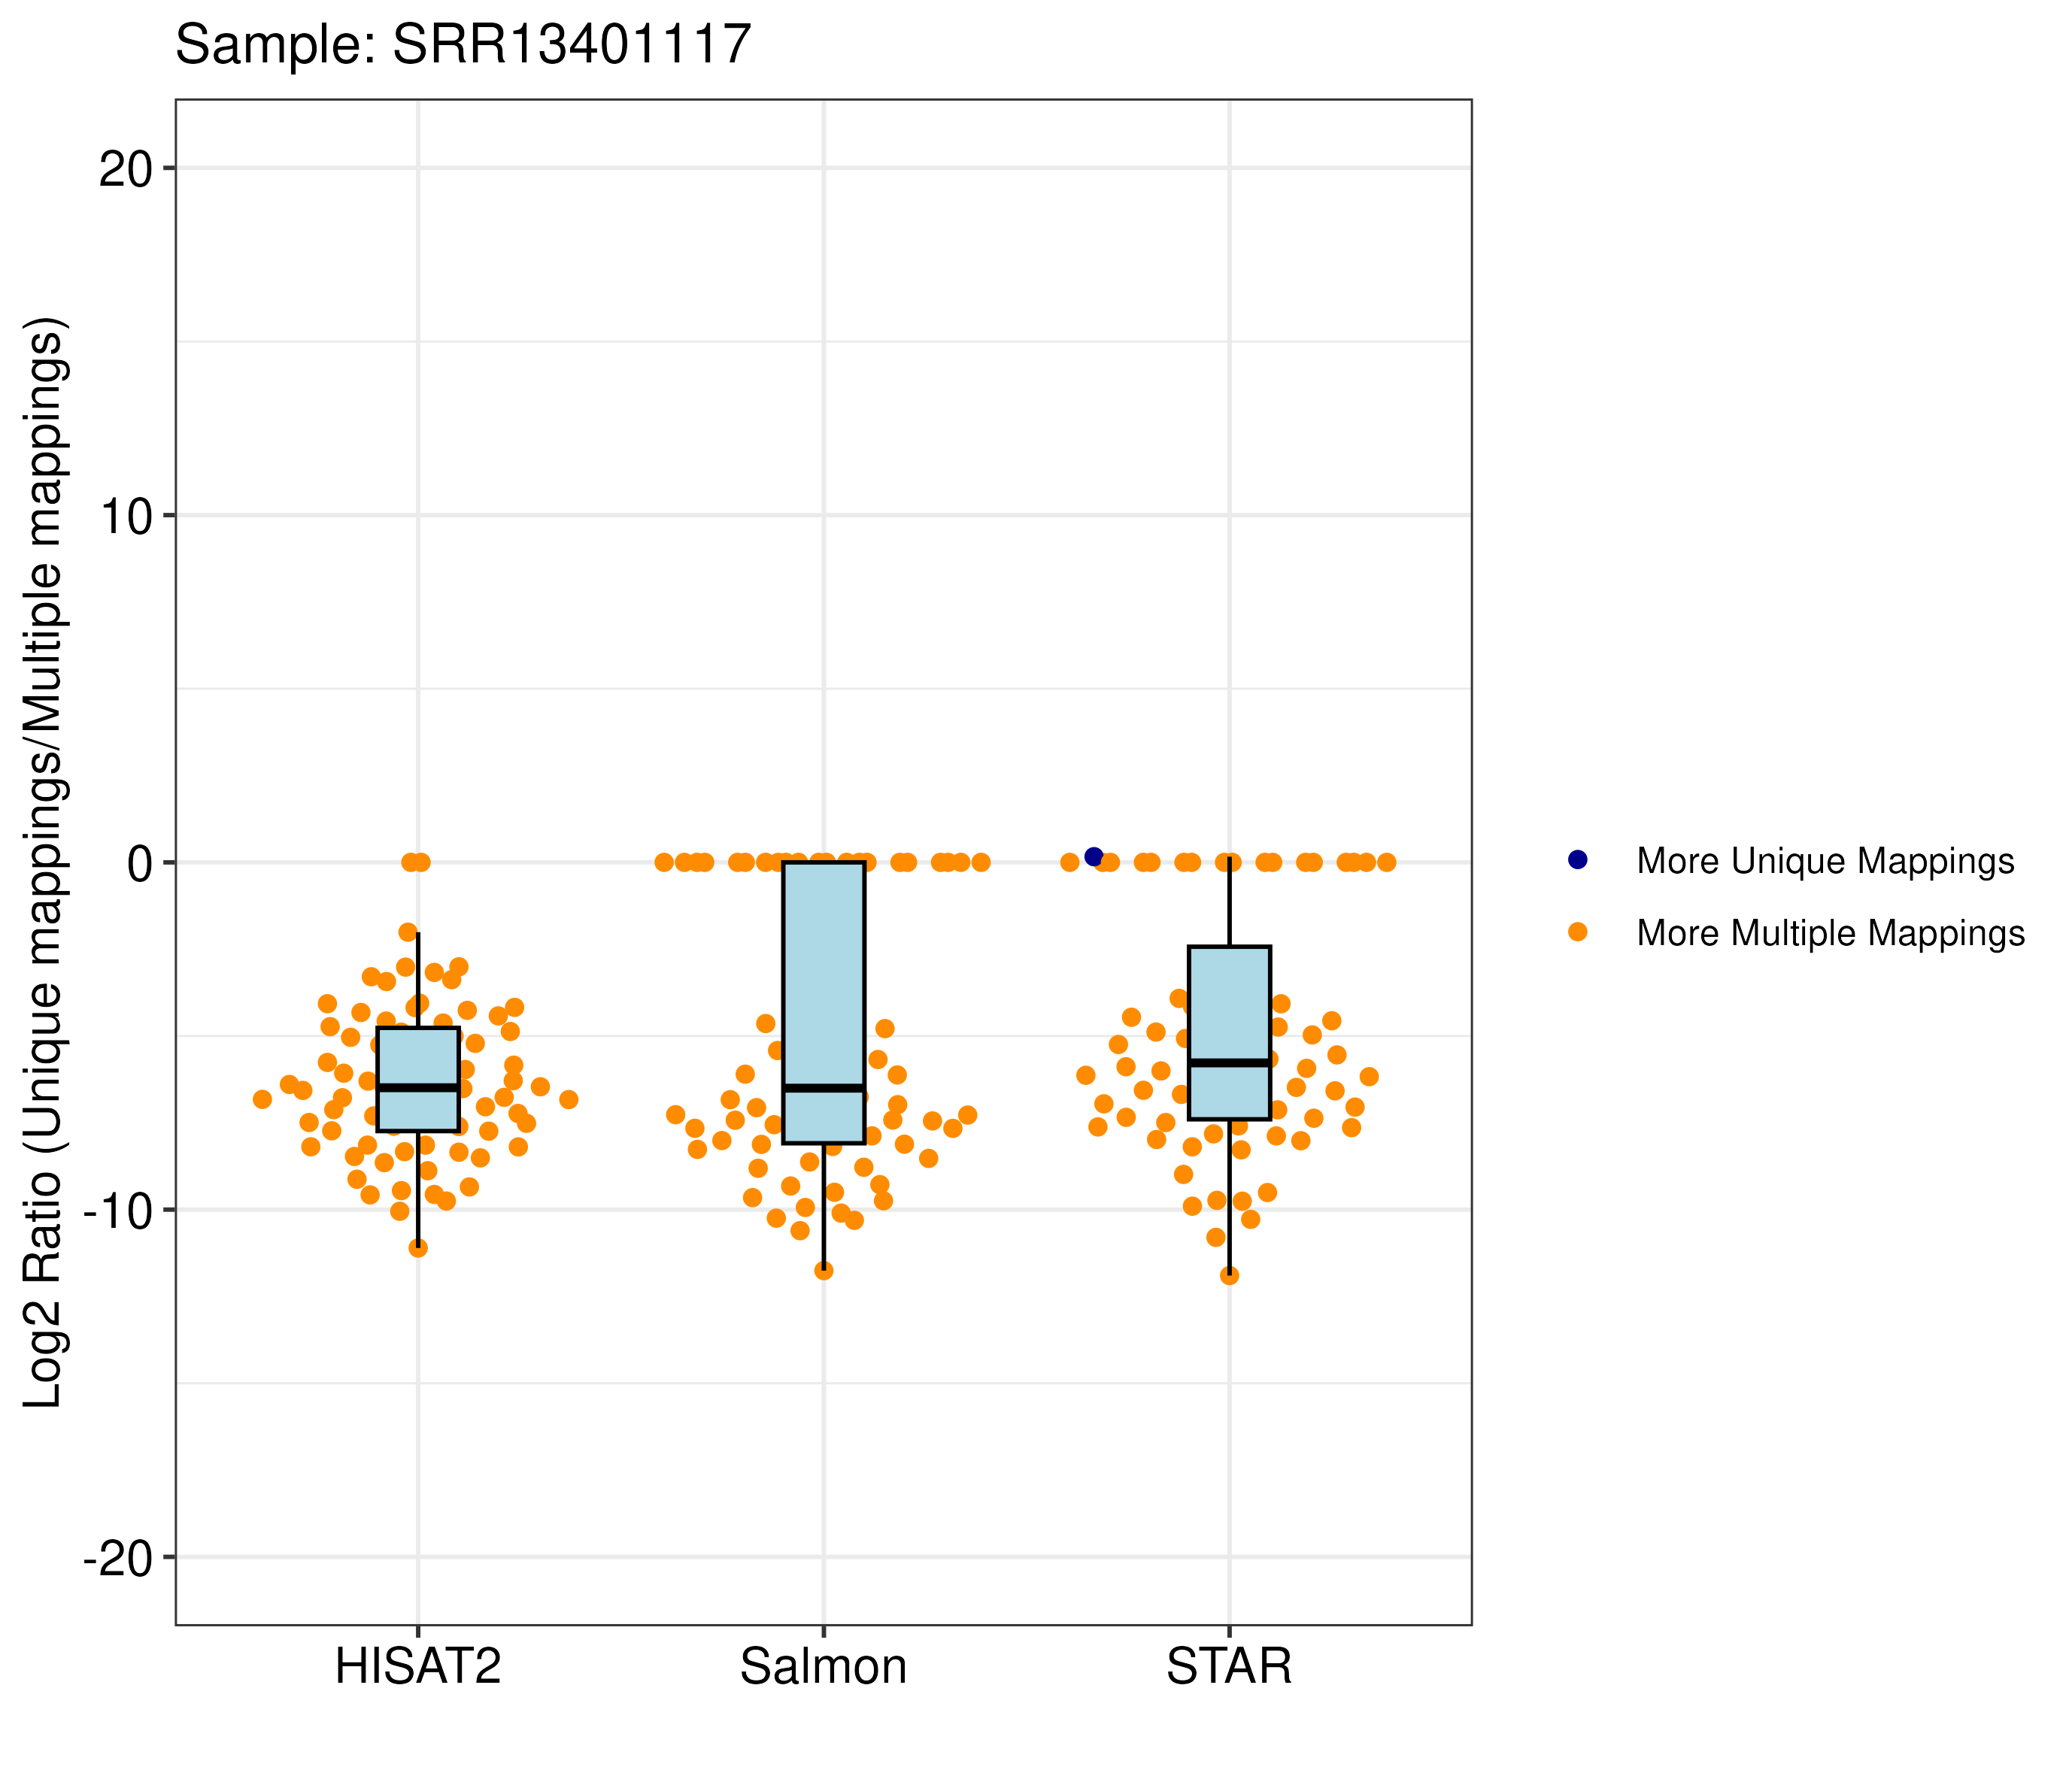 Sample: SRR13401117
Log2 Ratio (Unique mappings/Multiple mappings)
20
10
0
-10
-20
HISAT2
Salmon
STAR
More Unique Mappings
More Multiple Mappings